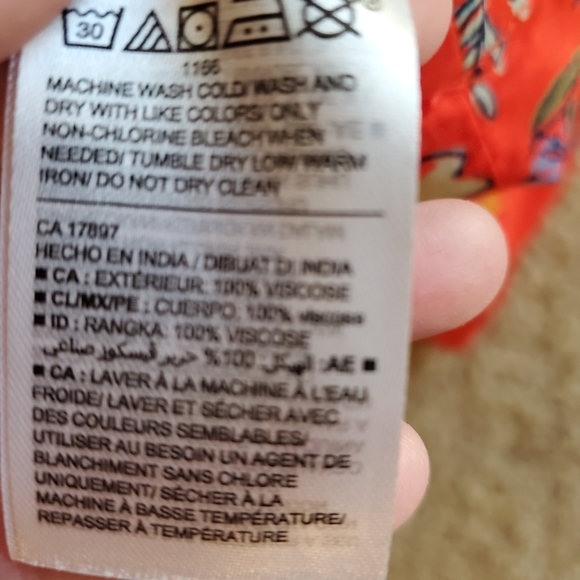 30
1166
MACHINE WASH COLD/ WASH AND
DRY WITH LIKE COLORS/ ONLY
NON-CHLORINE BLEACH WHEN
NEEDED/ TUMBLE DRY LOW/ WARM
IRON/ DO NOT DRY CLEAN
CA 17897
HECHO EN INDIA / DIBUAT DI INDIA
■ CA : EXTÉRIEUR: 100% VISCOSE
■ CL/MX/PE : CUERPO: 100% viscosa
■ ID : RANGKA: 100% VISCOSE
■ AE: الهيكل: 100% حرير فيسكوز صناعي
■ CA : LAVER À LA MACHINE À L'EAU
FROIDE/ LAVER ET SÉCHER AVEC
DES COULEURS SEMBLABLES/
UTILISER AU BESOIN UN AGENT DE
BLANCHIMENT SANS CHLORE
UNIQUEMENT/ SÉCHER À LA
MACHINE À BASSE TEMPÉRATURE/
REPASSER À TEMPÉRATURE